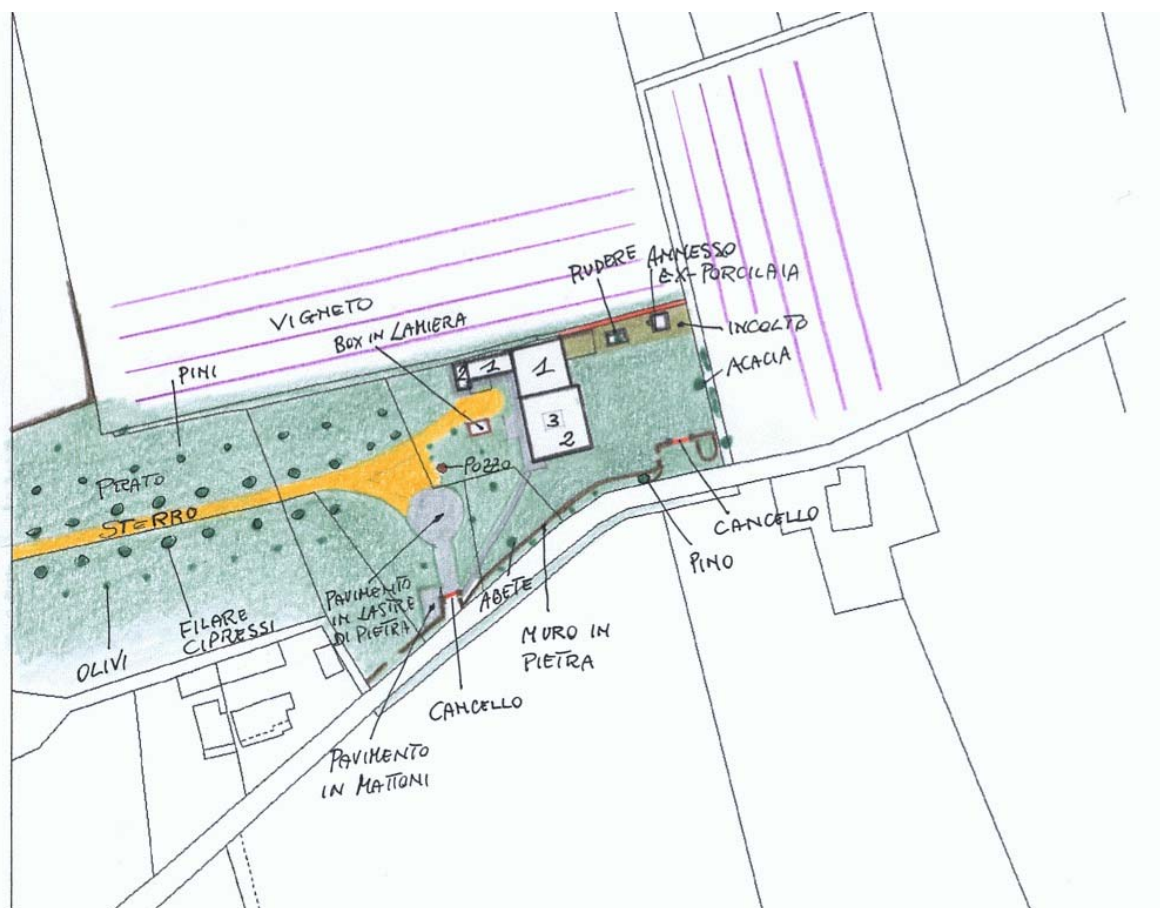 RUDERE
ANNESSO
EX-PORCILAIA
VIGNETO
BOX IN LAMIERA
INCOLTO
ACACIA
PINI
1
1
2
3
2
PRATO
POZZO
STERRO
CANCELLO
PINO
PAVIMENTO
IN LASTRE
DI PIETRA
ABETE
FILARE
CIPRESSI
MURO IN
PIETRA
OLIVI
CANCELLO
PAVIMENTO
IN MATTONI